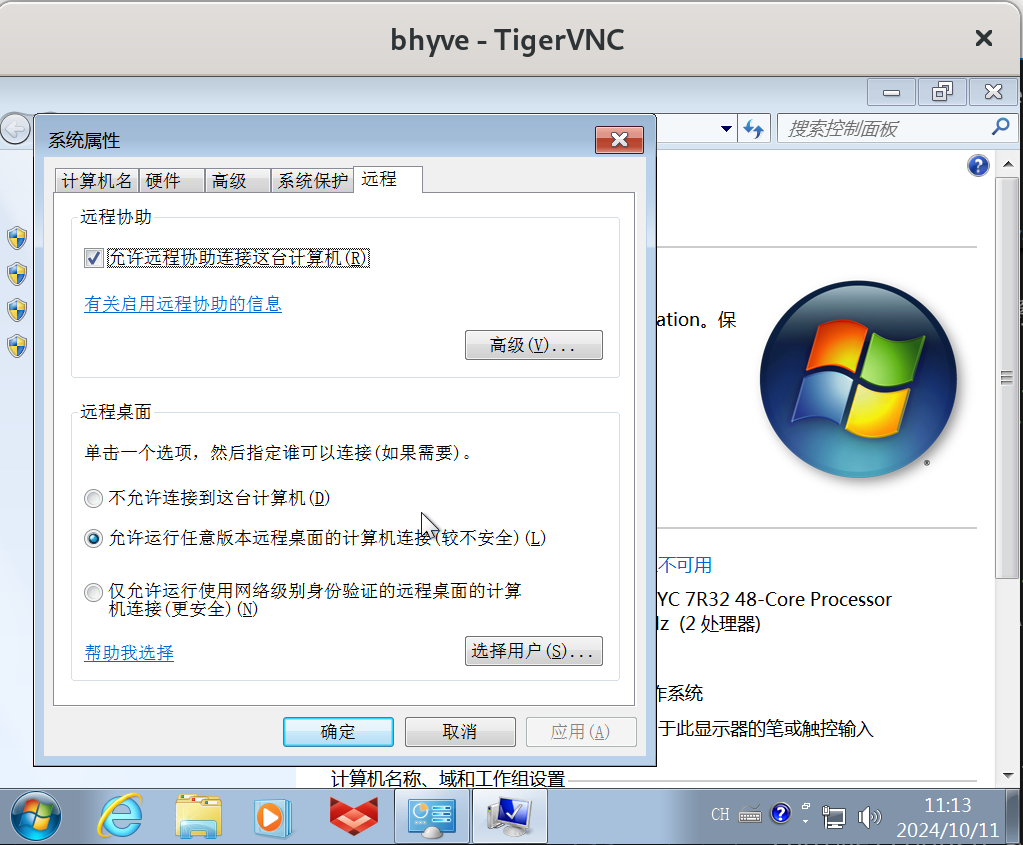 bhyve - TigerVNC
搜索控制面板
系统属性
计算机名 硬件 高级 系统保护 远程
远程协助
允许远程协助连接这台计算机(R)
有关启用远程协助的信息
高级(V)...
远程桌面
单击一个选项，然后指定谁可以连接(如果需要)。
不允许连接到这台计算机(D)
允许运行任意版本远程桌面的计算机连接(较不安全)(L)
仅允许运行使用网络级别身份验证的远程桌面的计算
机连接(更安全)(N)
帮助我选择
选择用户(S)...
确定 取消 应用(A)
ation。保
®
不可用
YC 7R32 48-Core Processor
lz (2 处理器)
作系统
于此显示器的笔或触控输入
计算机名称、域和工作组设置
CH
11:13
2024/10/11